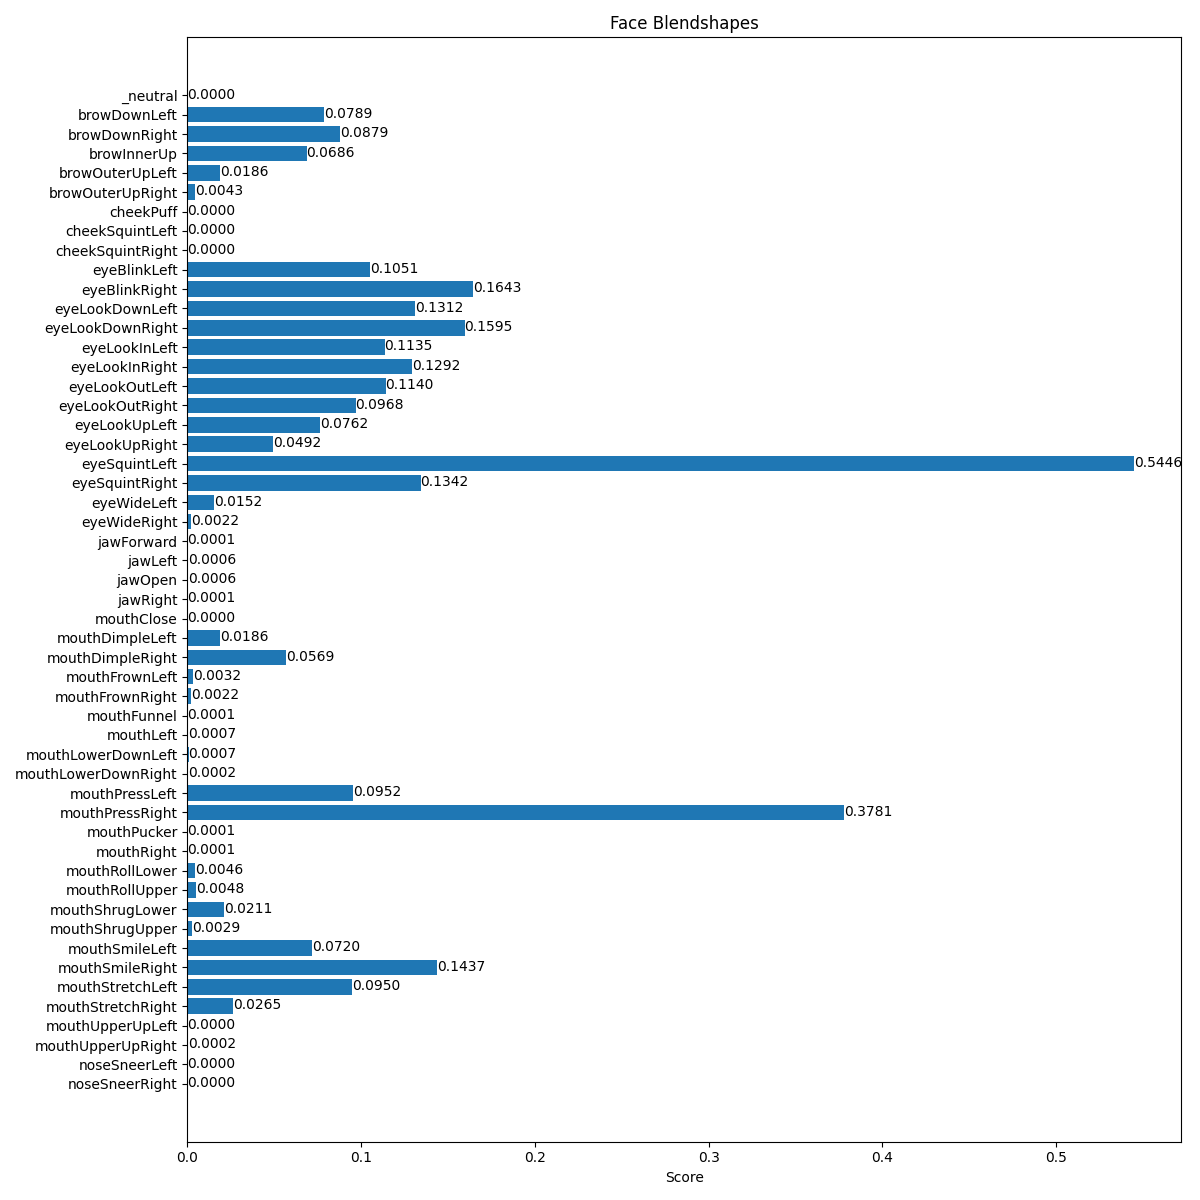 Face Blendshapes
_neutral 0.0000
browDownLeft 0.0789
browDownRight 0.0879
browInnerUp 0.0686
browOuterUpLeft 0.0186
browOuterUpRight 0.0043
cheekPuff 0.0000
cheekSquintLeft 0.0000
cheekSquintRight 0.0000
eyeBlinkLeft 0.1051
eyeBlinkRight 0.1643
eyeLookDownLeft 0.1312
eyeLookDownRight 0.1595
eyeLookInLeft 0.1135
eyeLookInRight 0.1292
eyeLookOutLeft 0.1140
eyeLookOutRight 0.0968
eyeLookUpLeft 0.0762
eyeLookUpRight 0.0492
eyeSquintLeft 0.5446
eyeSquintRight 0.1342
eyeWideLeft 0.0152
eyeWideRight 0.0022
jawForward 0.0001
jawLeft 0.0006
jawOpen 0.0006
jawRight 0.0001
mouthClose 0.0000
mouthDimpleLeft 0.0186
mouthDimpleRight 0.0569
mouthFrownLeft 0.0032
mouthFrownRight 0.0022
mouthFunnel 0.0001
mouthLeft 0.0007
mouthLowerDownLeft 0.0007
mouthLowerDownRight 0.0002
mouthPressLeft 0.0952
mouthPressRight 0.3781
mouthPucker 0.0001
mouthRight 0.0001
mouthRollLower 0.0046
mouthRollUpper 0.0048
mouthShrugLower 0.0211
mouthShrugUpper 0.0029
mouthSmileLeft 0.0720
mouthSmileRight 0.1437
mouthStretchLeft 0.0950
mouthStretchRight 0.0265
mouthUpperUpLeft 0.0000
mouthUpperUpRight 0.0002
noseSneerLeft 0.0000
noseSneerRight 0.0000
0.0 0.1 0.2 0.3 0.4 0.5
Score